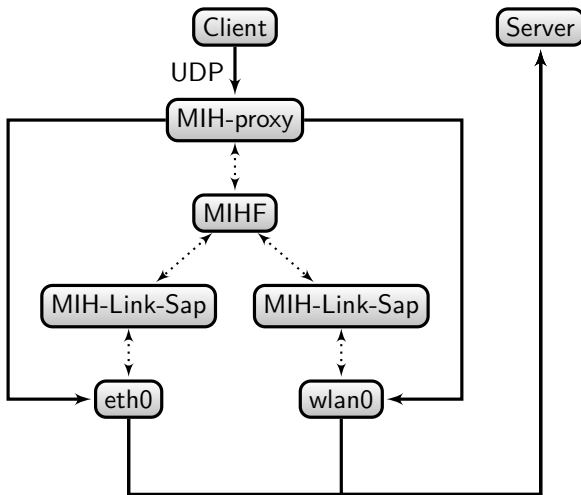 Client
Server
UDP
MIH-proxy
MIHF
MIH-Link-Sap
MIH-Link-Sap
eth0
wlan0